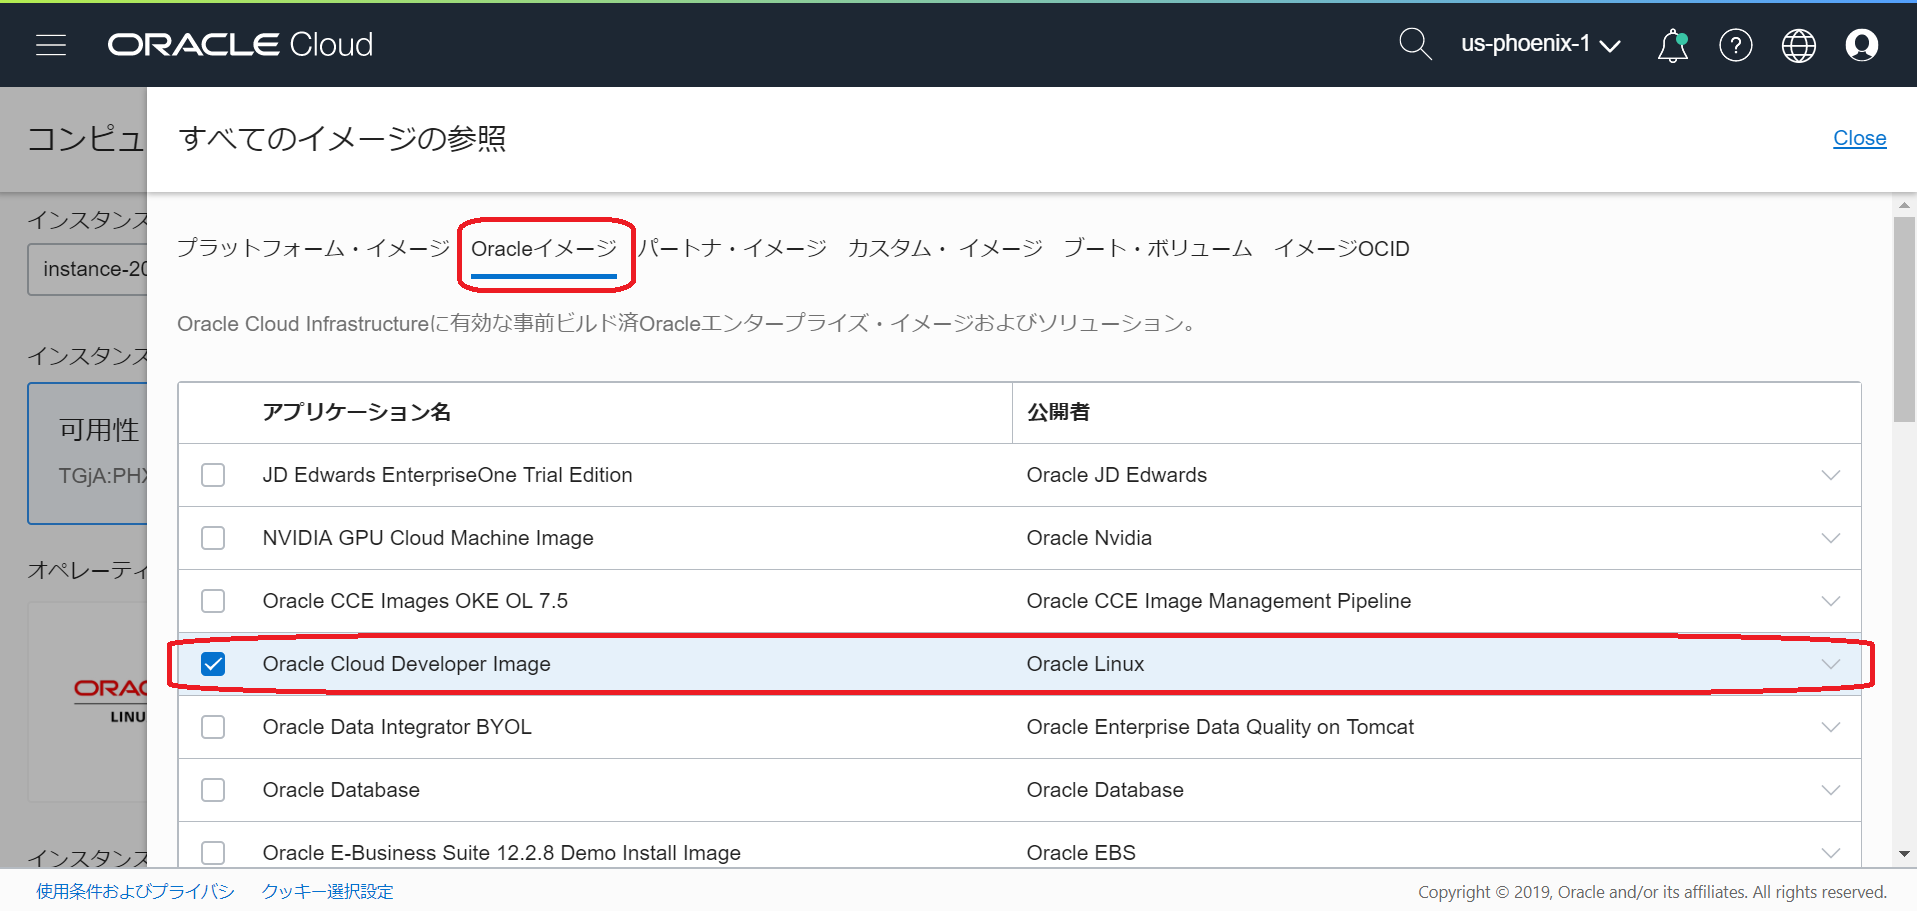 ORACLE Cloud
us-phoenix-1
コンピュ
すべてのイメージの参照
Close
インスタンス
instance-20
プラットフォーム・イメージ Oracleイメージ パートナ・イメージ カスタム・ イメージ ブート・ボリューム イメージOCID
Oracle Cloud Infrastructureに有効な事前ビルド済Oracleエンタープライズ・イメージおよびソリューション。
インスタンス
可用性
TGjA:PHX
オペレーティ
ORAC
LINU
インスタンス
アプリケーション名 公開者
JD Edwards EnterpriseOne Trial Edition Oracle JD Edwards
NVIDIA GPU Cloud Machine Image Oracle Nvidia
Oracle CCE Images OKE OL 7.5 Oracle CCE Image Management Pipeline
Oracle Cloud Developer Image Oracle Linux
Oracle Data Integrator BYOL Oracle Enterprise Data Quality on Tomcat
Oracle Database Oracle Database
Oracle E-Business Suite 12.2.8 Demo Install Image Oracle EBS
使用条件およびプライバシ クッキー選択設定
Copyright © 2019, Oracle and/or its affiliates. All rights reserved.